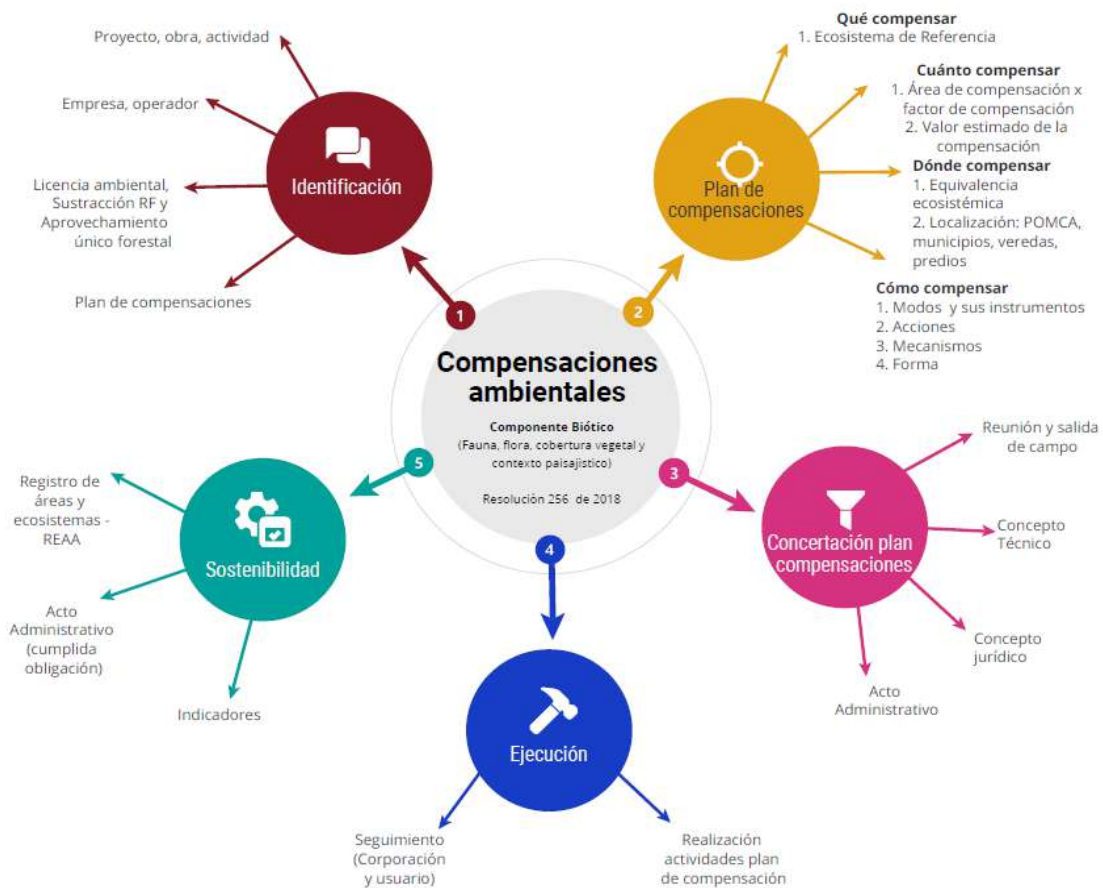 Compensaciones
ambientales
Componente Biótico
(Fauna, flora, cobertura vegetal y
contexto paisajístico)
Resolución 256 de 2018
1
Identificación
Proyecto, obra, actividad
Empresa, operador
Licencia ambiental,
Sustracción RF y
Aprovechamiento
único forestal
Plan de compensaciones
2
Plan de
compensaciones
Qué compensar
1. Ecosistema de Referencia
Cuánto compensar
1. Área de compensación x
factor de compensación
2. Valor estimado de la
compensación
Dónde compensar
1. Equivalencia
ecosistémica
2. Localización: POMCA,
municipios, veredas,
predios
Cómo compensar
1. Modos y sus instrumentos
2. Acciones
3. Mecanismos
4. Forma
3
Concertación plan
compensaciones
Reunión y salida
de campo
Concepto
Técnico
Concepto
jurídico
Acto
Administrativo
4
Ejecución
Seguimiento
(Corporación
y usuario)
Realización
actividades plan
de compensación
5
Sostenibilidad
Registro de
áreas y
ecosistemas -
REAA
Acto
Administrativo
(cumplida
obligación)
Indicadores